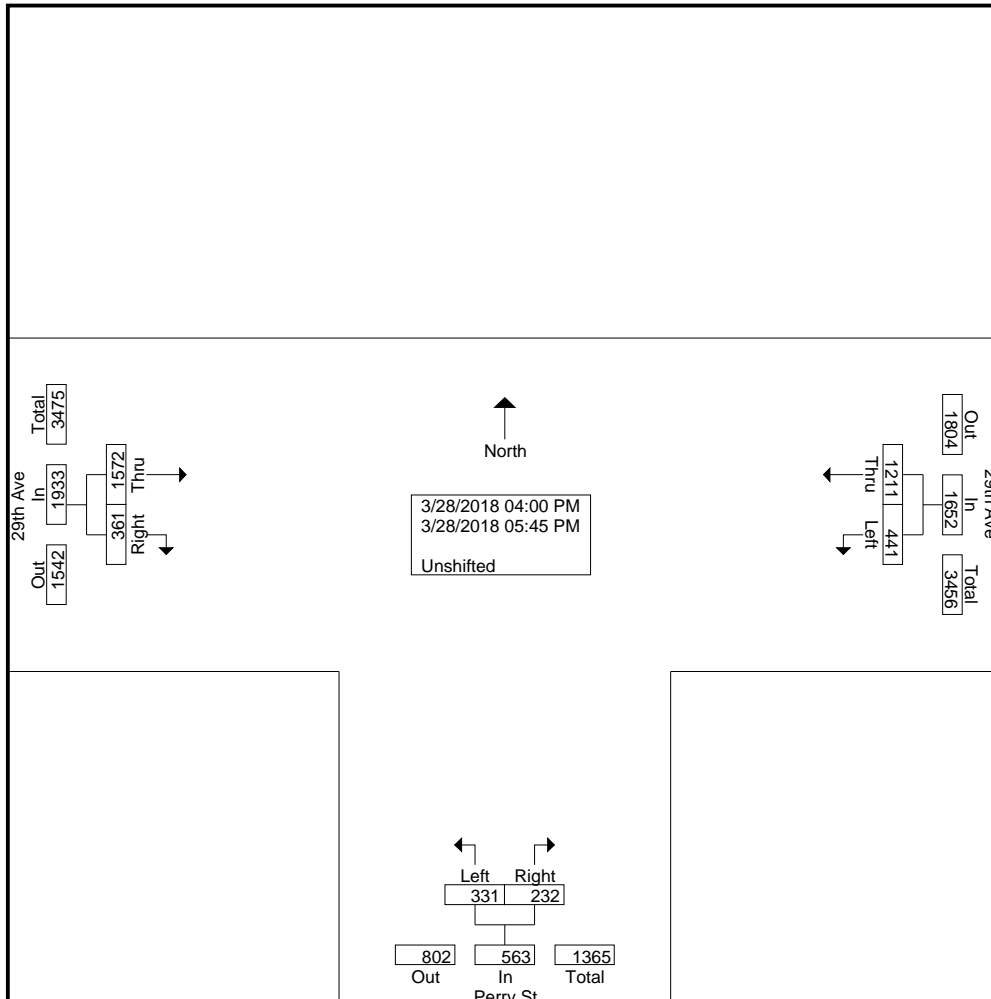 North
3/28/2018 04:00 PM
3/28/2018 05:45 PM
Unshifted
29th Ave
Total
3475
In
1933
Out
1542
1572
Thru
361
Right
29th Ave
Out
1804
In
1652
Total
3456
1211
Thru
441
Left
Left Right
331 232
802 563 1365
Out In Total
Perry St